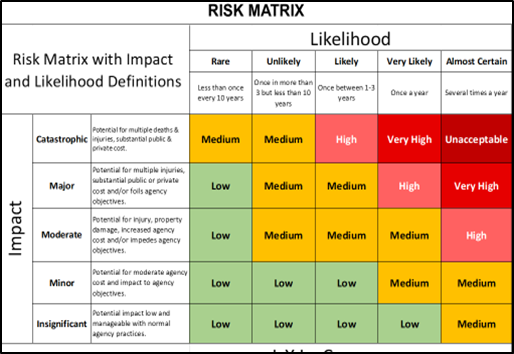 RISK MATRIX
Risk Matrix with Impact
and Likelihood Definitions
Likelihood
Rare
Unlikely
Likely
Very Likely
Almost Certain
Less than once
every 10 years
Once in more than
3 but less than 10
years
Once between 1-3
years
Once a year
Several times a year
Impact
Catastrophic
Potential for multiple deaths &
injuries, substantial public &
private cost.
Medium
Medium
High
Very High
Unacceptable
Major
Potential for multiple injuries,
substantial public or private
cost and/or foils agency
objectives.
Low
Medium
Medium
High
Very High
Moderate
Potential for injury, property
damage, increased agency
cost and/or impedes agency
objectives.
Low
Medium
Medium
Medium
High
Minor
Potential for moderate agency
cost and impact to agency
objectives.
Low
Low
Low
Medium
Medium
Insignificant
Potential impact low and
manageable with normal
agency practices.
Low
Low
Low
Low
Medium